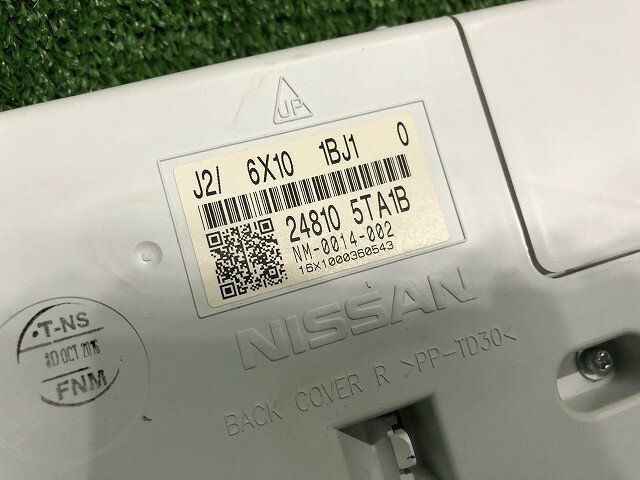 UP
J2/ 6X10 1BJ1 0
24810 5TA1B
NM-0014-002
16X1000360543
NISSAN
BACK COVER R >PP-TD30<
·T-NS
FNM